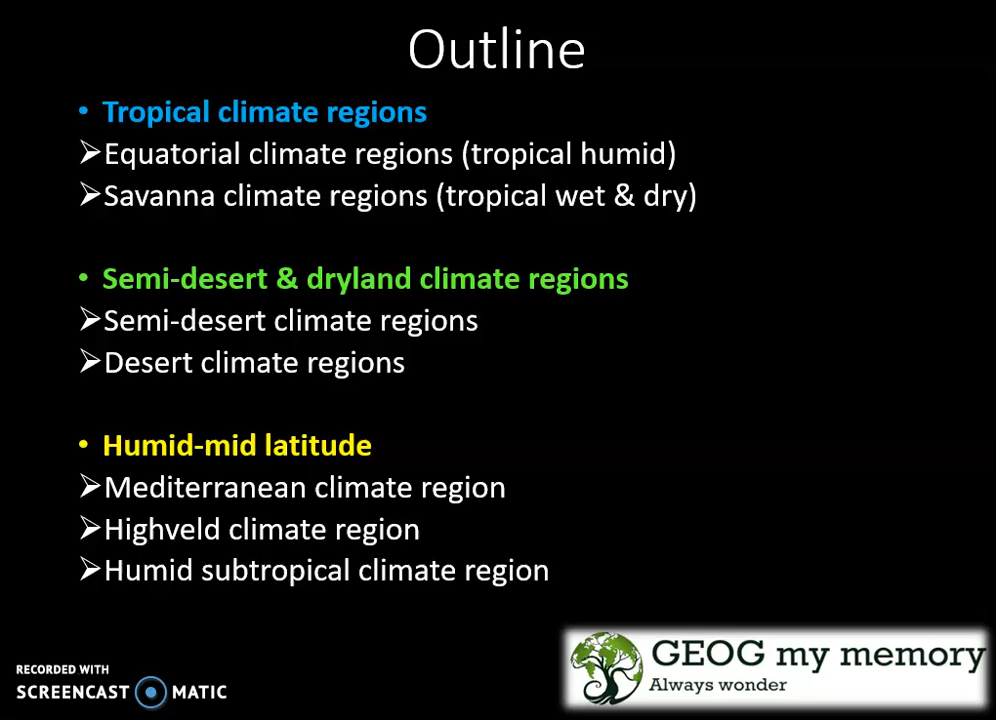 Outline
• Tropical climate regions
➢Equatorial climate regions (tropical humid)
➢Savanna climate regions (tropical wet & dry)
• Semi-desert & dryland climate regions
➢Semi-desert climate regions
➢Desert climate regions
• Humid-mid latitude
➢Mediterranean climate region
➢Highveld climate region
➢Humid subtropical climate region
GEOG my memory
Always wonder
RECORDED WITH
SCREENCAST MATIC